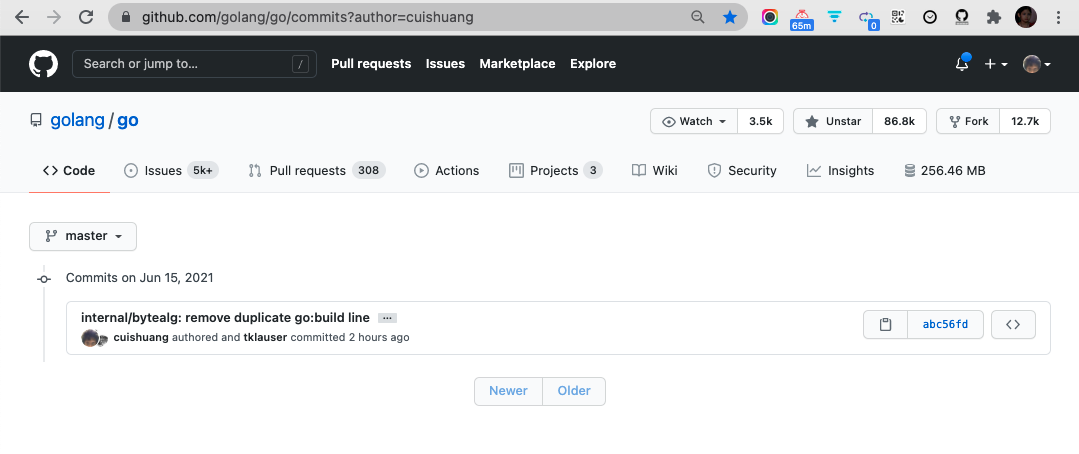 github.com/golang/go/commits?author=cuishuang
65m
0
Search or jump to...
/
Pull requests Issues Marketplace Explore
golang / go
Watch 3.5k Unstar 86.8k Fork 12.7k
Code Issues 5k+ Pull requests 308 Actions Projects 3 Wiki Security Insights 256.46 MB
master
Commits on Jun 15, 2021
internal/bytealg: remove duplicate go:build line ...
cuishuang authored and tklauser committed 2 hours ago
abc56fd
Newer Older